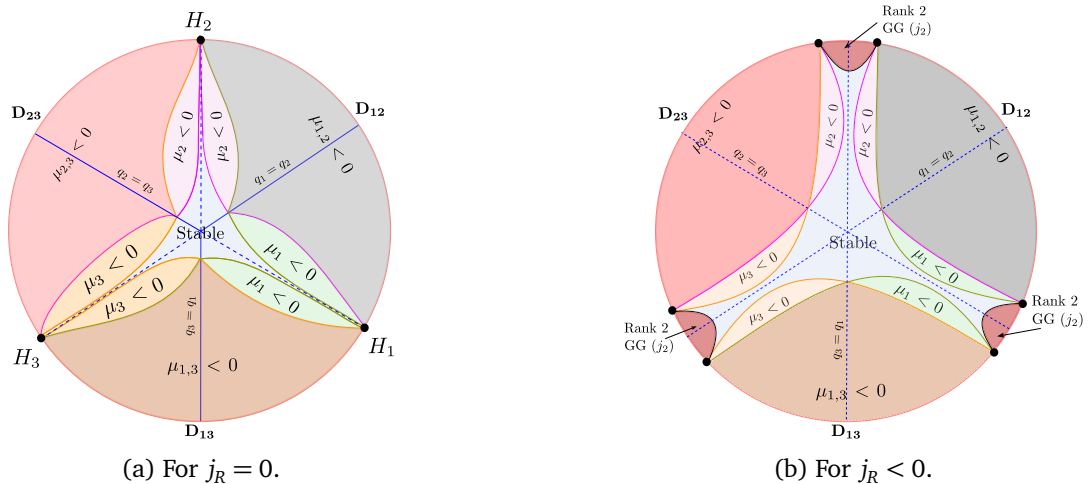 H₂
D₂₃
D₁₂
μ₂,₃ < 0
μ₂ < 0
μ₂ < 0
μ₁,₂ < 0
q₂ = q₃
q₁ = q₂
Stable
μ₃ < 0
μ₃ < 0
μ₁ < 0
μ₁ < 0
q₃ = q₁
H₃
H₁
μ₁,₃ < 0
D₁₃
(a) For j_R = 0.
Rank 2
GG (j₂)
D₂₃
D₁₂
μ₂,₃ < 0
μ₂ < 0
μ₂ < 0
μ₁,₂ < 0
q₂ = q₃
q₁ = q₂
Stable
μ₃ < 0
μ₃ < 0
μ₁ < 0
μ₁ < 0
q₃ = q₁
Rank 2
GG (j₂)
Rank 2
GG (j₂)
μ₁,₃ < 0
D₁₃
(b) For j_R < 0.